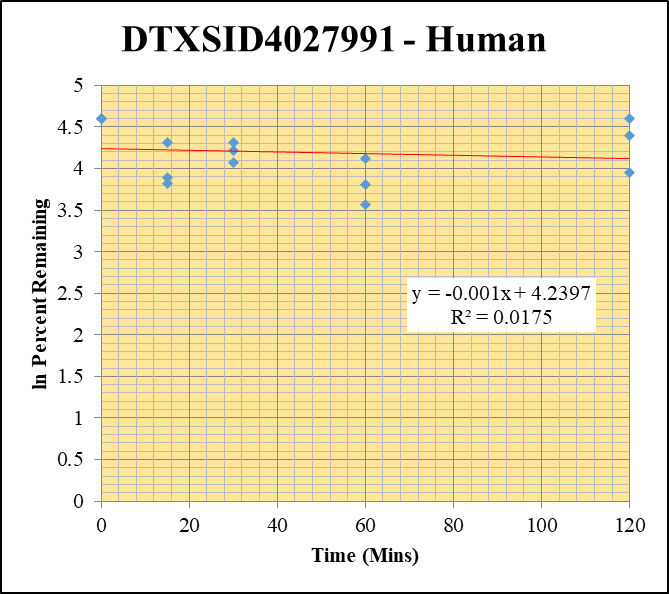 DTXSID4027991 - Human
ln Percent Remaining
5
4.5
4
3.5
3
2.5
2
1.5
1
0.5
0
y = -0.001x + 4.2397
R² = 0.0175
0 20 40 60 80 100 120
Time (Mins)